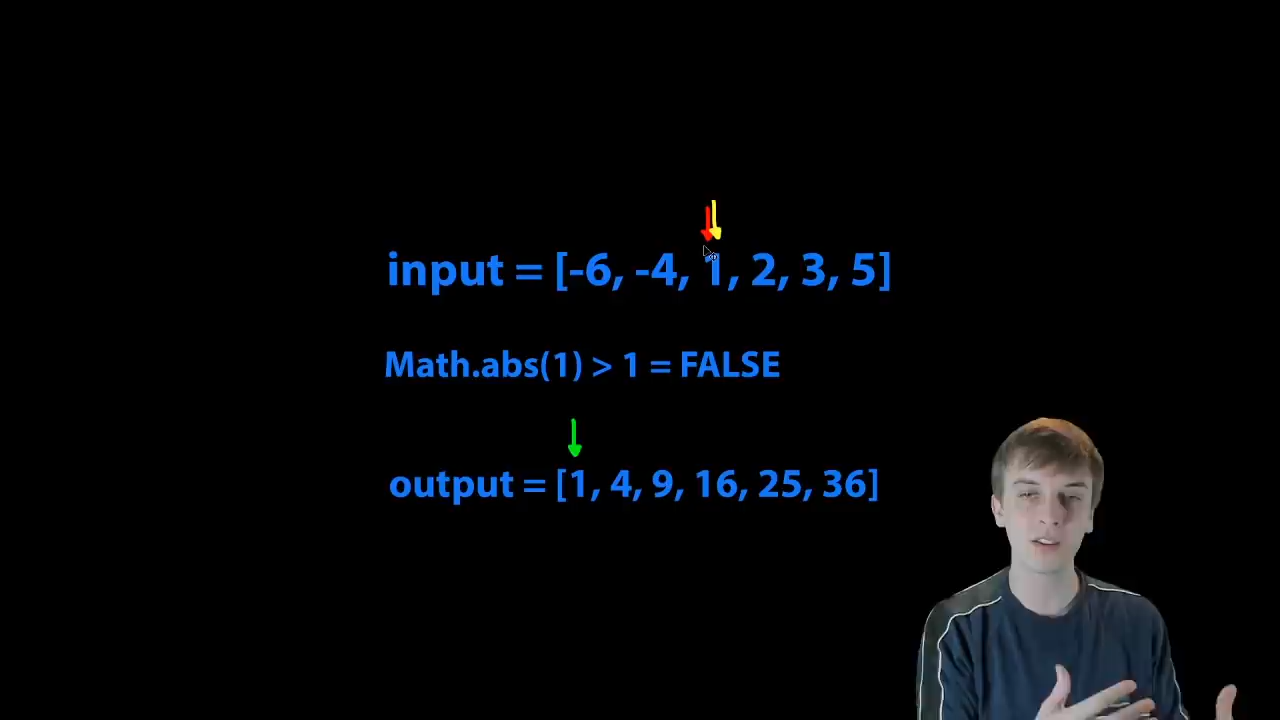 input = [-6, -4, 1, 2, 3, 5]
Math.abs(1) > 1 = FALSE
output = [1, 4, 9, 16, 25, 36]